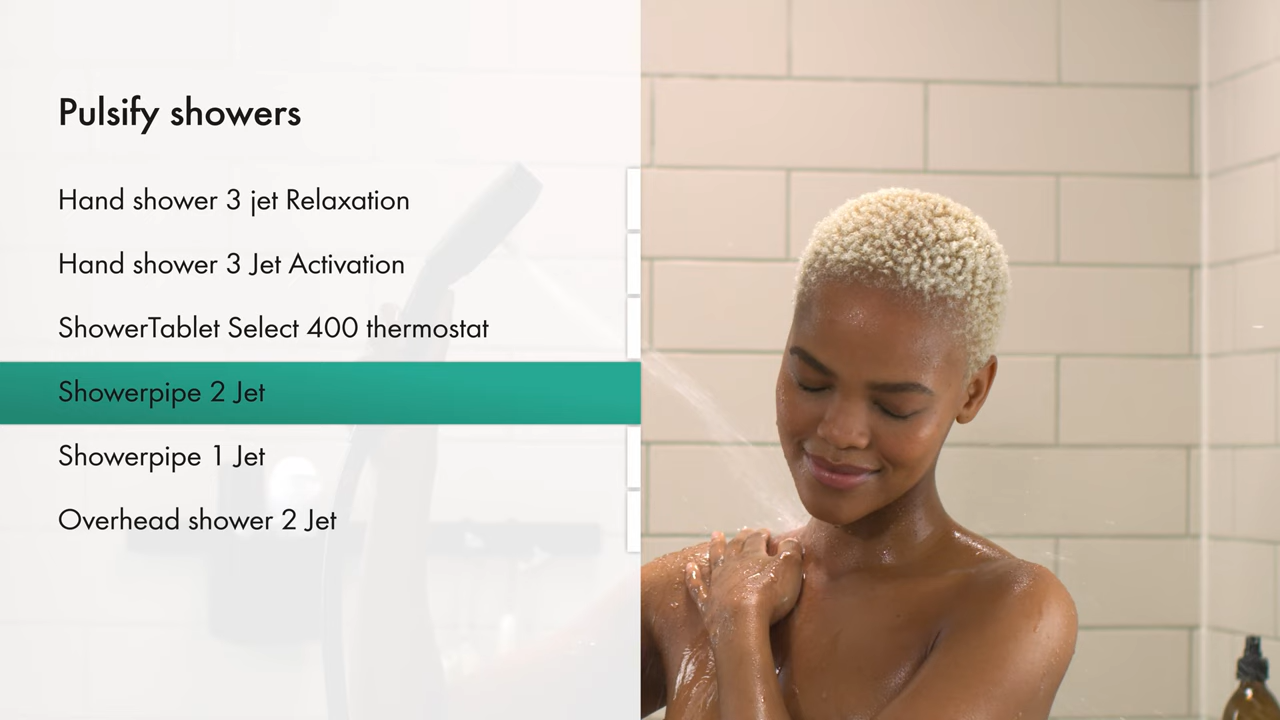 Pulsify showers
Hand shower 3 jet Relaxation
Hand shower 3 Jet Activation
ShowerTablet Select 400 thermostat
Showerpipe 2 Jet
Showerpipe 1 Jet
Overhead shower 2 Jet